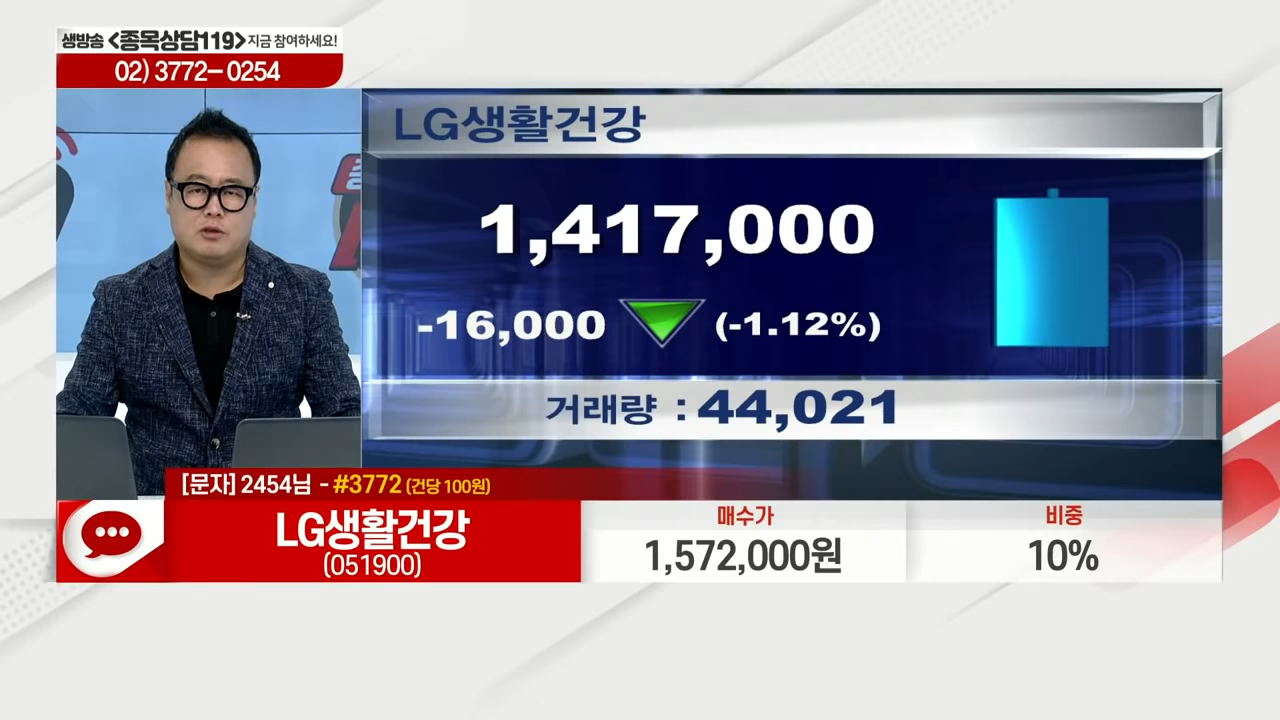 생방송 <종목상담119> 지금 참여하세요!
02) 3772-0254
LG생활건강
1,417,000
-16,000 (-1.12%)
거래량 : 44,021
[문자] 2454님 - #3772 (건당 100원)
LG생활건강
(051900)
매수가
1,572,000원
비중
10%